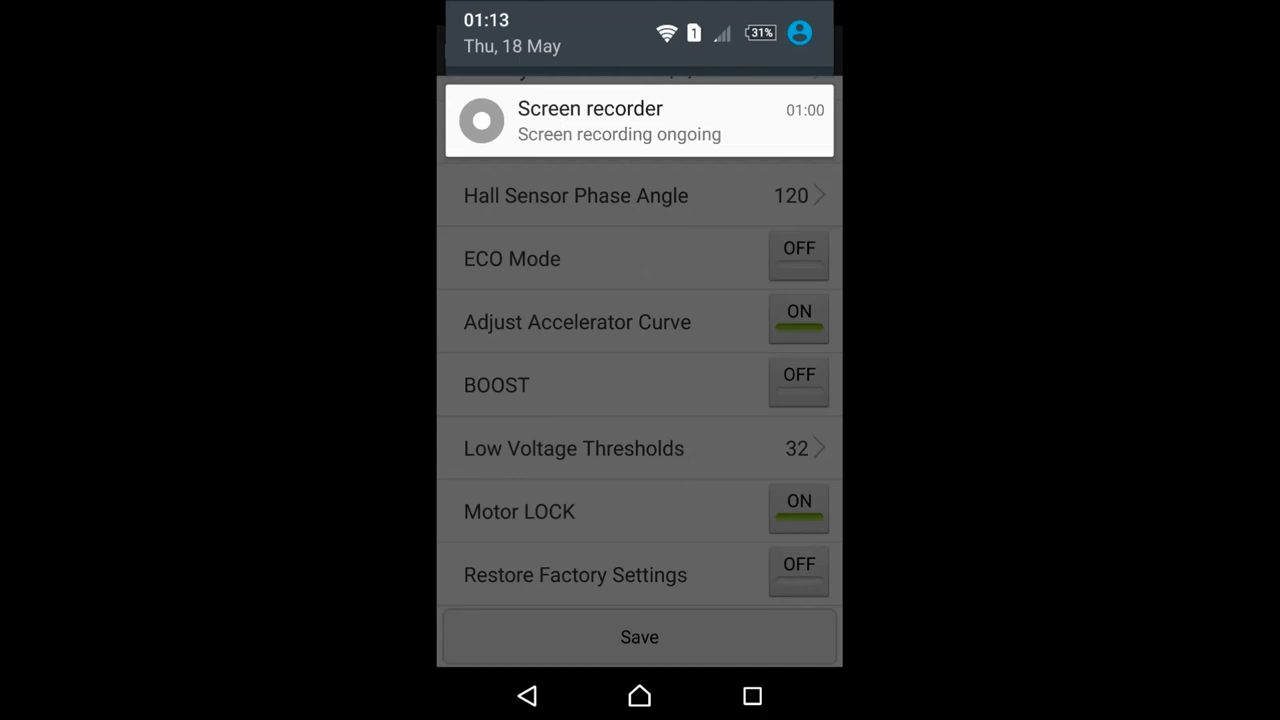 01:13
Thu, 18 May
1
31%
Screen recorder
01:00
Screen recording ongoing
Hall Sensor Phase Angle 120
ECO Mode OFF
Adjust Accelerator Curve ON
BOOST OFF
Low Voltage Thresholds 32
Motor LOCK ON
Restore Factory Settings OFF
Save